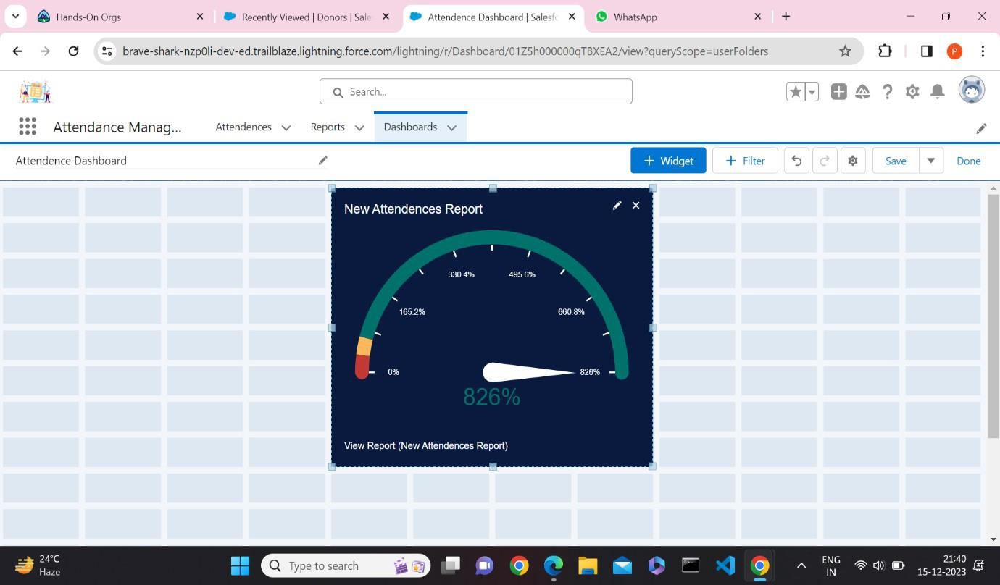 Hands-On Orgs
Recently Viewed | Donors | Sale
Attendence Dashboard | Salesfo
WhatsApp
brave-shark-nzp0li-dev-ed.trailblaze.lightning.force.com/lightning/r/Dashboard/01Z5h000000qTBXEA2/view?queryScope=userFolders
P
Search...
Attendance Manag...
Attendences
Reports
Dashboards
Attendence Dashboard
+ Widget
+ Filter
Save
Done
New Attendences Report
330.4%
495.6%
165.2%
660.8%
0%
826%
826%
View Report (New Attendences Report)
24°C
Haze
Type to search
ENG
IN
21:40
15-12-2023